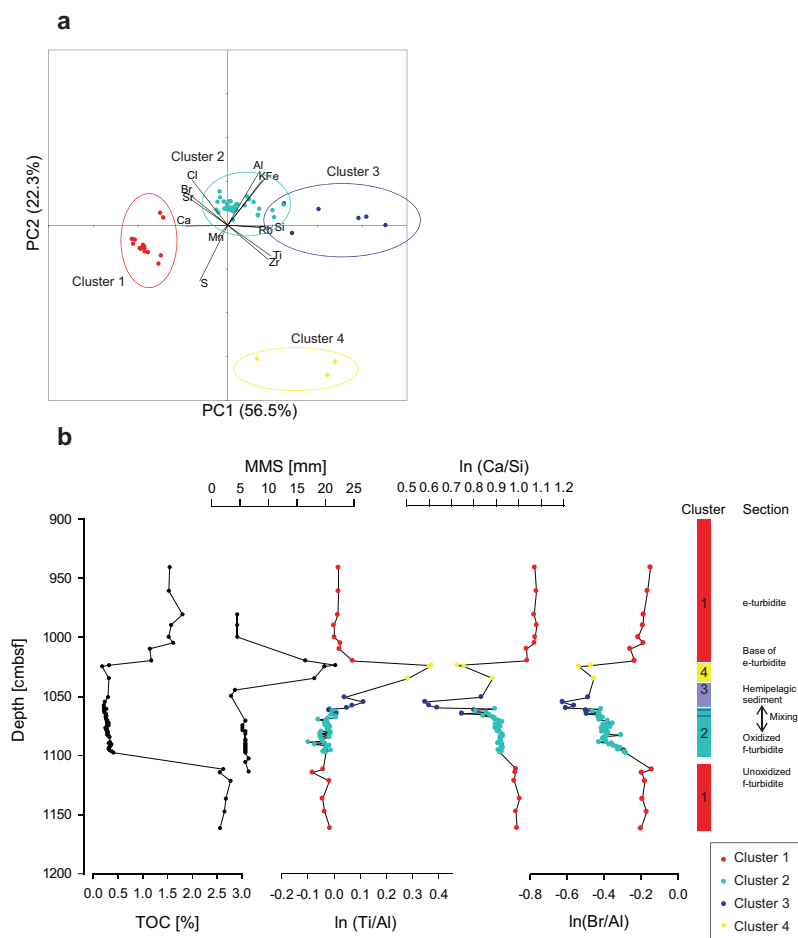 a
PC2 (22.3%)
Cluster 2
Al
KFe
Cluster 3
Cl
Br
Sr
Ca
Mn
Rb
Si
Ti
Zr
S
Cluster 1
Cluster 4
PC1 (56.5%)
b
MMS [mm]
0 5 10 15 20 25
ln (Ca/Si)
0.5 0.6 0.7 0.8 0.9 1.0 1.1 1.2
Cluster Section
Depth [cmbsf]
900
950
1000
1050
1100
1150
1200
1
4
3
2
1
e-turbidite
Base of
e-turbidite
Hemipelagic
sediment
Mixing
Oxidized
f-turbidite
Unoxidized
f-turbidite
0.0 0.5 1.0 1.5 2.0 2.5 3.0
TOC [%]
-0.2 -0.1 0.0 0.1 0.2 0.3 0.4
ln (Ti/Al)
-0.8 -0.6 -0.4 -0.2 0.0
ln(Br/Al)
Cluster 1
Cluster 2
Cluster 3
Cluster 4